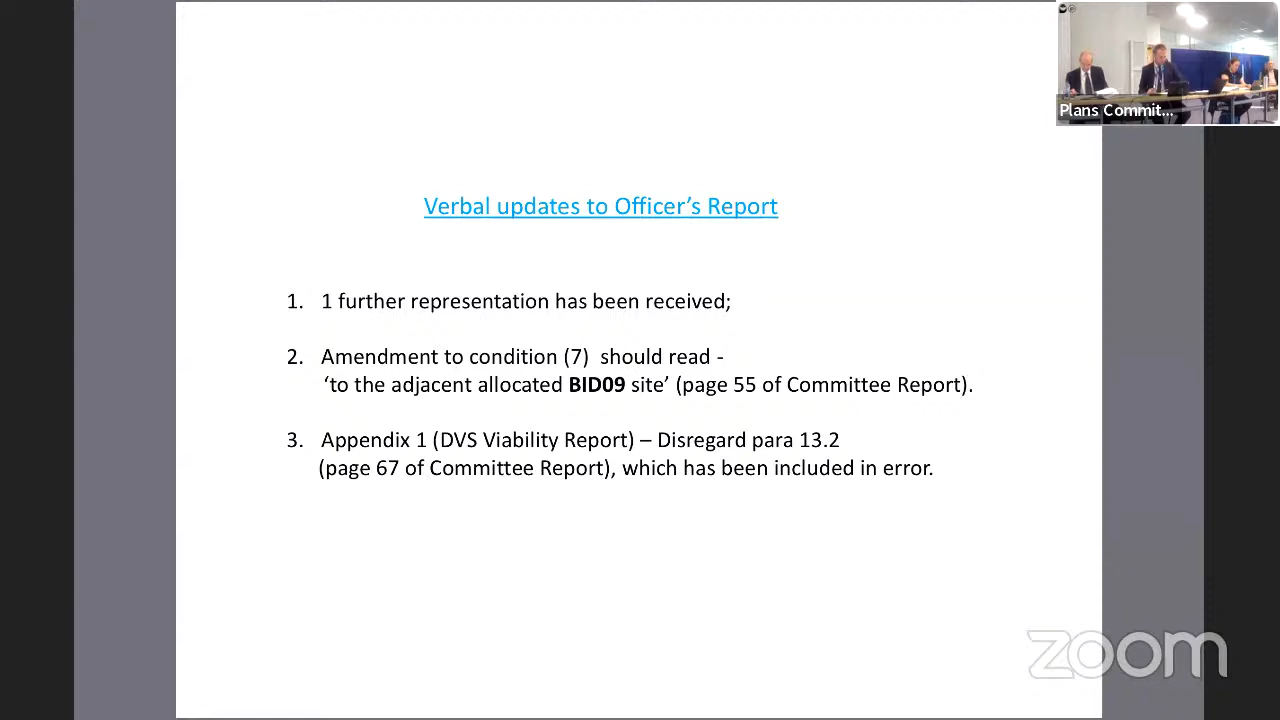 Plans Commit...
Verbal updates to Officer's Report
1. 1 further representation has been received;
2. Amendment to condition (7) should read -
‘to the adjacent allocated BID09 site’ (page 55 of Committee Report).
3. Appendix 1 (DVS Viability Report) – Disregard para 13.2
(page 67 of Committee Report), which has been included in error.
zoom